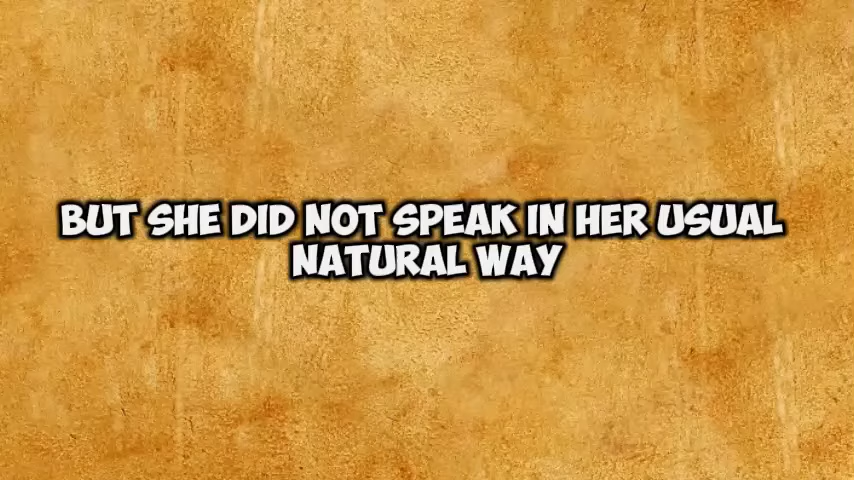 BUT SHE DID NOT SPEAK IN HER USUAL
NATURAL WAY